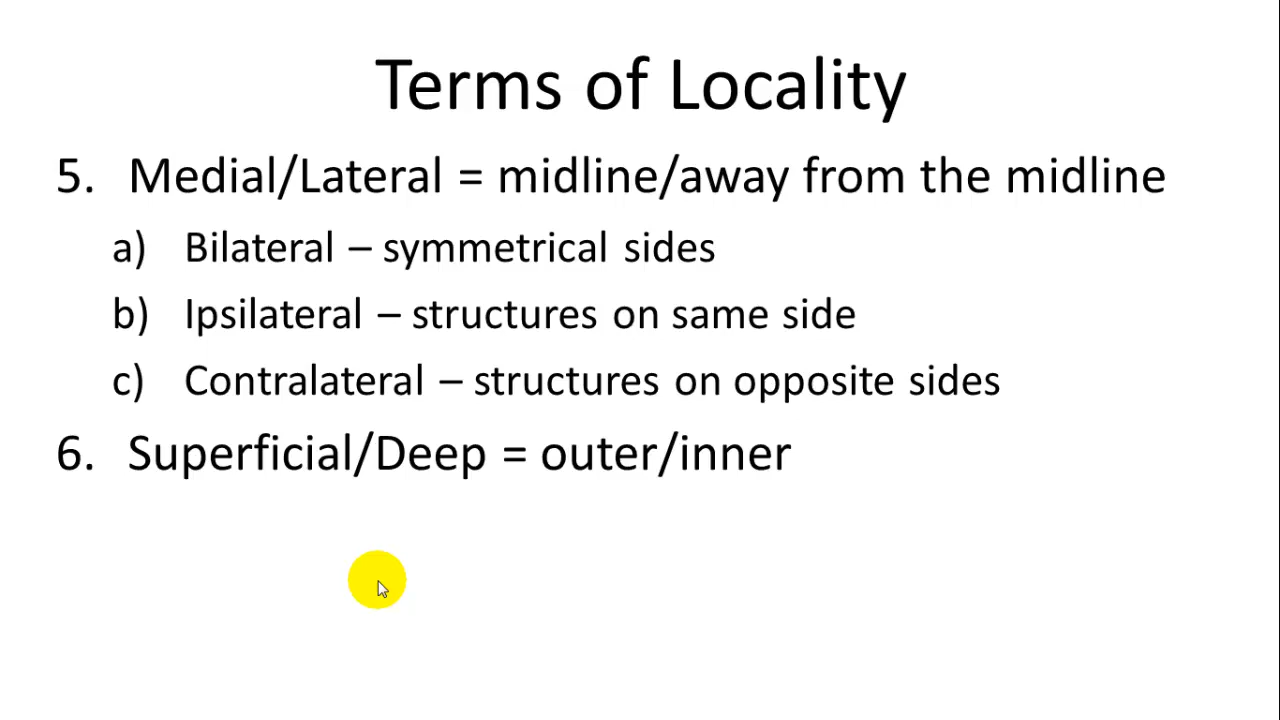 Terms of Locality
5. Medial/Lateral = midline/away from the midline
a) Bilateral – symmetrical sides
b) Ipsilateral – structures on same side
c) Contralateral – structures on opposite sides
6. Superficial/Deep = outer/inner